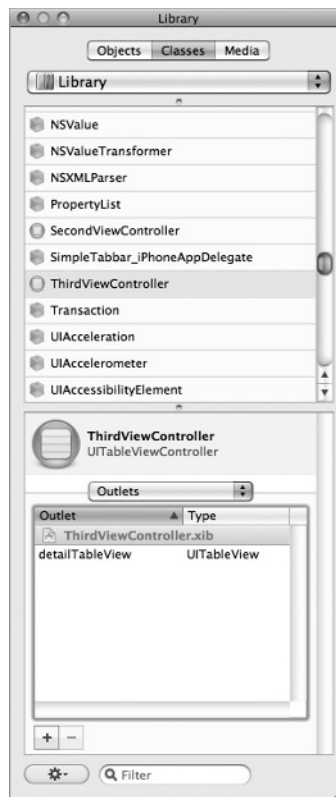 Library
Objects Classes Media
Library
NSValue
NSValueTransformer
NSXMLParser
PropertyList
SecondViewController
SimpleTabbar_iPhoneAppDelegate
ThirdViewController
Transaction
UIAcceleration
UIAccelerometer
UIAccessibilityElement
ThirdViewController
UITableViewController
Outlets
Outlet Type
ThirdViewController.xib
detailTableView UITableView
+ −
Filter